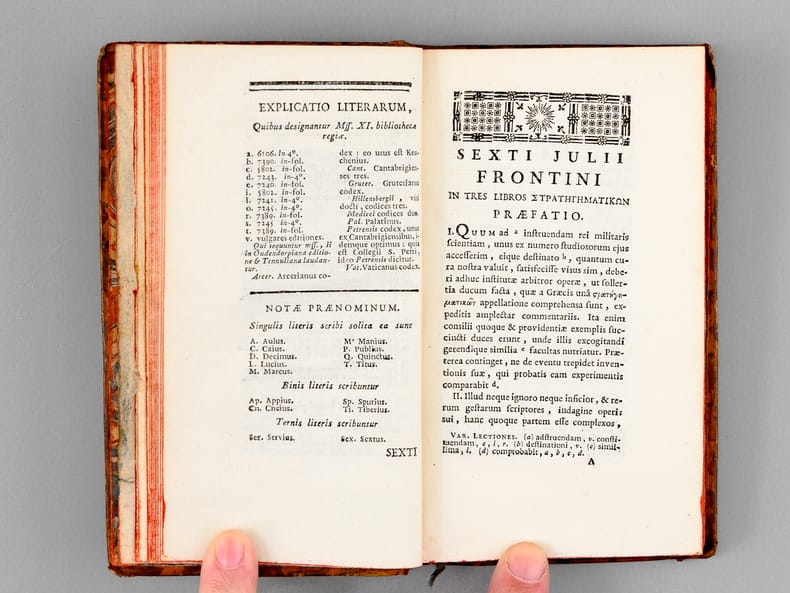 EXPLICATIO LITERARUM,
Quibus designantur Mſſ. XI. bibliothecæ
regiæ.
a. 6106. in 4°.
b. 7390. in-fol.
c. 5802. in-fol.
d. 7243. in-4°.
e. 7240. in-fol.
i. 5802. in-fol.
l. 7241. in-4°.
o. 7245. in-4°.
r. 7389. in-fol.
s. 7245 in-4°.
t. 7389. in-fol.
v. vulgares editiones.
Qui sequuntur mſſ., ii
in Oudendorpiana editio-
ne & Tennuliana laudan-
tur.
Arcer. Arcerianus co-
dex : eo usus eſt Keu-
chenius.
Cant. Cantabrigien-
ses tres.
Gruter. Gruterianus
codex.
Hillensbergii, viri
docti, codices tres.
Medicei codices duo
Pal. Palatinus.
Petrensis codex, unus
ex Cantabrigiensibus, i-
demque optimus : qui
est Collegii S. Petri,
ideo Petrensis dicitur.
Vat. Vaticanus codex.
NOTÆ PRÆNOMINUM.
Singulis literis scribi solita ea sunt
A. Aulus.
C. Caius.
D. Decimus.
L. Lucius.
M. Marcus.
M' Manius.
P. Publius.
Q. Quinctus.
T. Titus.
Binis literis scribuntur
Ap. Appius.
Cn. Cneius.
Sp. Spurius.
Ti. Tiberius.
Ternis literis scribuntur
Ser. Servius.
Sex. Sextus.
SEXTI
SEXTI JULII
FRONTINI
IN TRES LIBROS ΣΤΡΑΤΗΓΗΜΑΤΙΚΩΝ
PRÆFATIO.
I. QUUM ad a inſtruendam rei militaris
ſcientiam, unus ex numero ſtudioſorum ejus
acceſſerim, eique deſtinato b, quantum cu-
ra noſtra valuit, ſatisfeciſſe viſus ſim, debe-
ri adhuc inſtitutæ arbitror operæ, ut ſoller-
tia ducum facta, quæ a Græcis unâ ςρατηγη-
ματικῶν appellatione comprehenſa ſunt, ex-
peditis amplectar commentariis. Ita enim
conſilii quoque & providentiæ exemplis ſuc-
cincti duces erunt, unde illis excogitandi
gerendique ſimilia c facultas nutriatur. Præ-
terea continget, ne de eventu trepidet inven-
tionis ſuæ, qui probatis eam experimentis
comparabit d.
II. Illud neque ignoro neque inficior, & re-
rum geſtarum ſcriptores, indagine operis
ſui, hanc quoque partem eſſe complexos,
VAR. LECTIONES. (a) adſtruendam, v. conſti-
tuendam, e, i, r. (b) deſtinationi, v. (c) simil-
lima, i. (d) comprobabit, a, b, c, d.
A